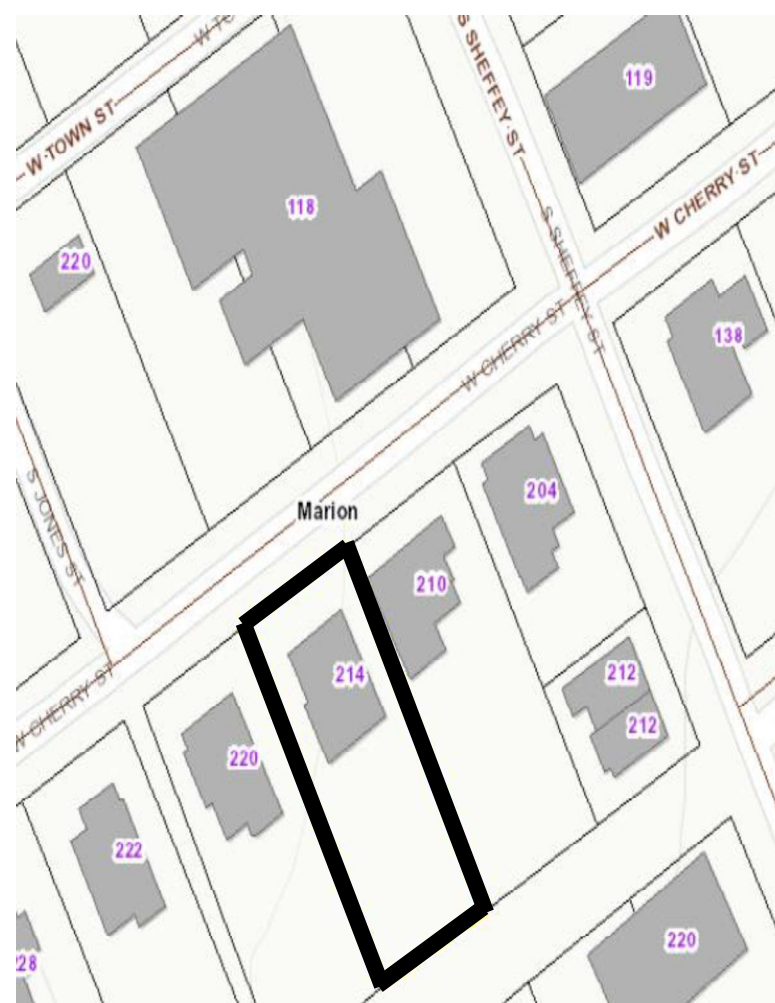 W TO
S SHEFFEY ST
119
W TOWN ST
118
W CHERRY ST
220
S SHEFFEY ST
W CHERRY ST
138
S JONES ST
Marion
204
210
214
212
212
W CHERRY ST
220
222
220
228